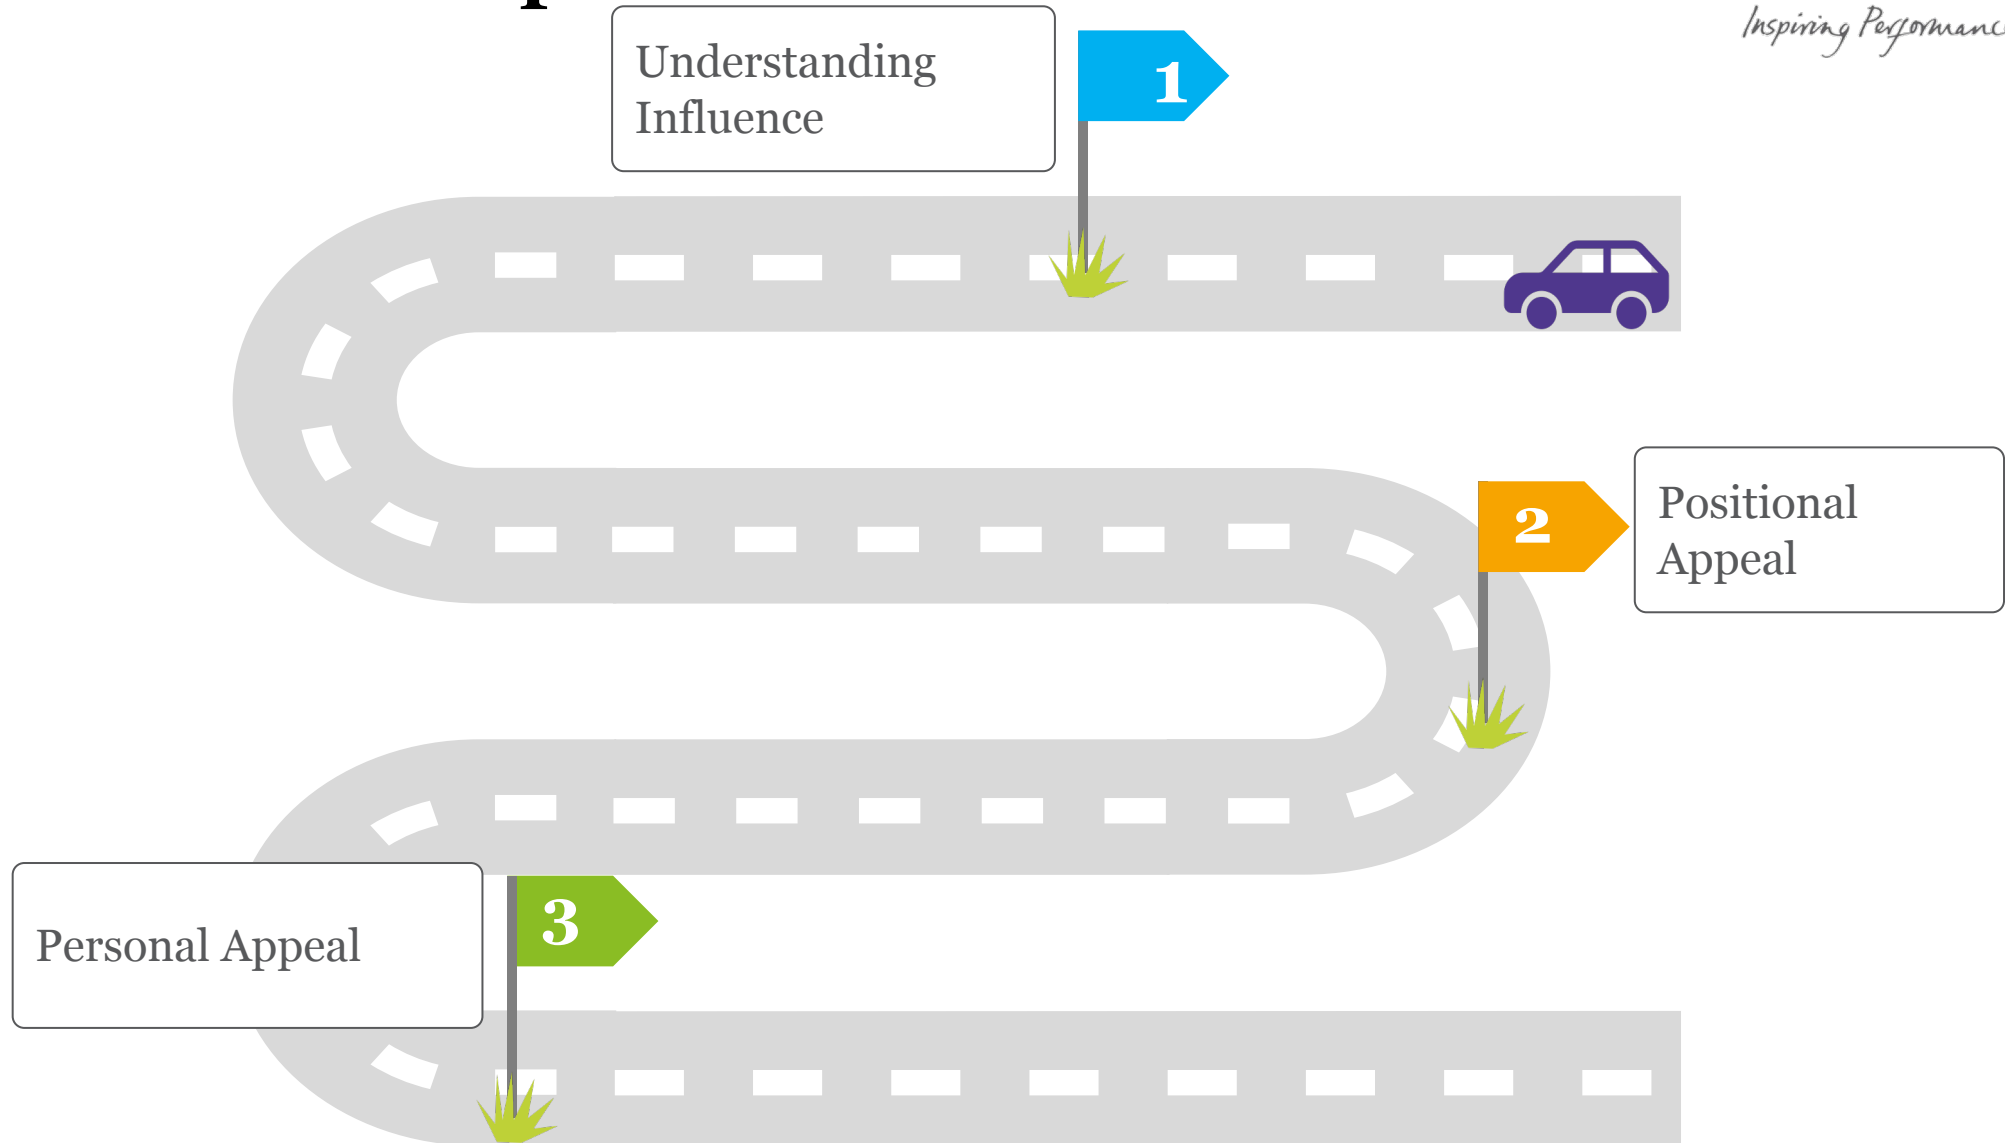 Inspiring Performance
Understanding
Influence
1
2
Positional
Appeal
3
Personal Appeal